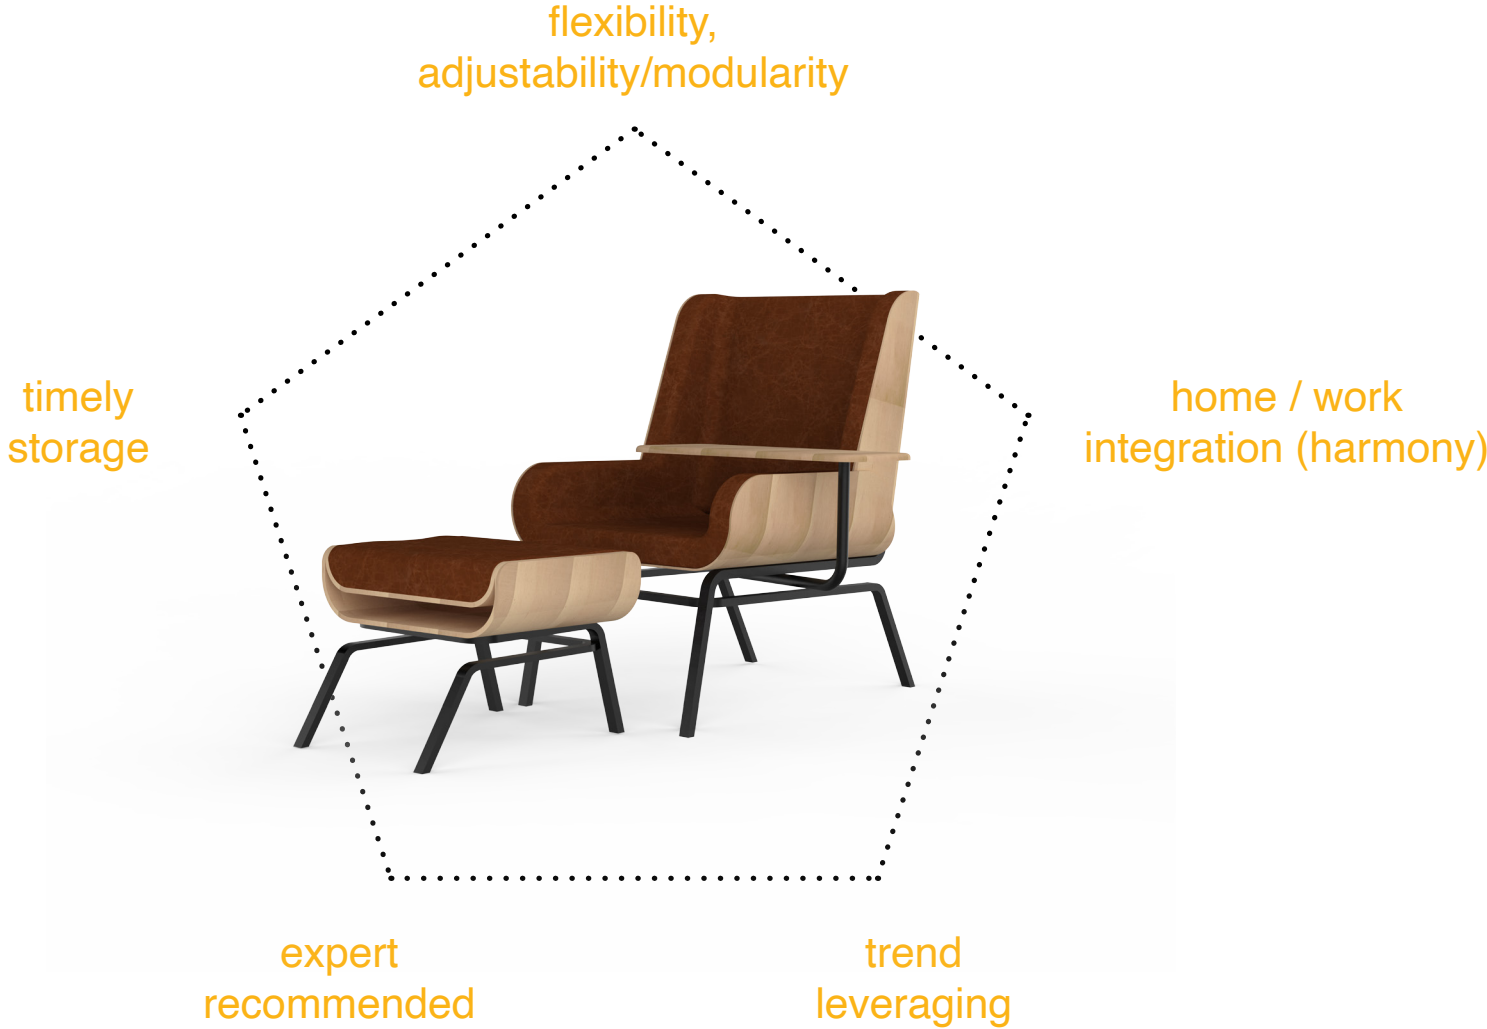 flexibility,
adjustability/modularity
timely
storage
home / work
integration (harmony)
expert
recommended
trend
leveraging